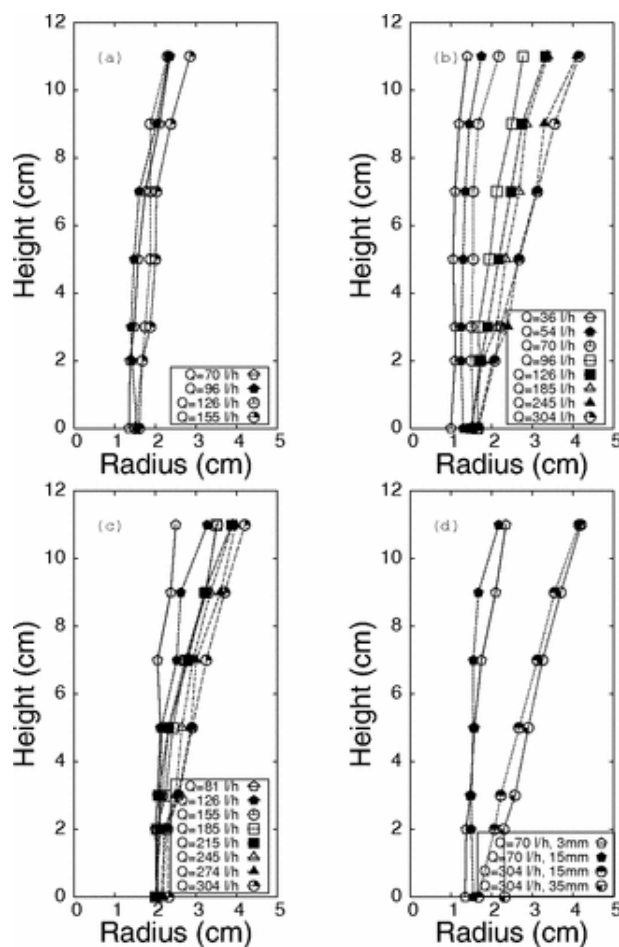 12
(a)
10
8
6
4
2
0
Height (cm)
Q=70 l/h
Q=96 l/h
Q=126 l/h
Q=155 l/h
0 1 2 3 4 5
Radius (cm)
12
(b)
10
8
6
4
2
0
Height (cm)
Q=36 l/h
Q=54 l/h
Q=70 l/h
Q=96 l/h
Q=126 l/h
Q=185 l/h
Q=245 l/h
Q=304 l/h
0 1 2 3 4 5
Radius (cm)
12
(c)
10
8
6
4
2
0
Height (cm)
Q=81 l/h
Q=126 l/h
Q=155 l/h
Q=185 l/h
Q=215 l/h
Q=245 l/h
Q=274 l/h
Q=304 l/h
0 1 2 3 4 5
Radius (cm)
12
(d)
10
8
6
4
2
0
Height (cm)
Q=70 l/h, 3mm
Q=70 l/h, 15mm
Q=304 l/h, 15mm
Q=304 l/h, 35mm
0 1 2 3 4 5
Radius (cm)